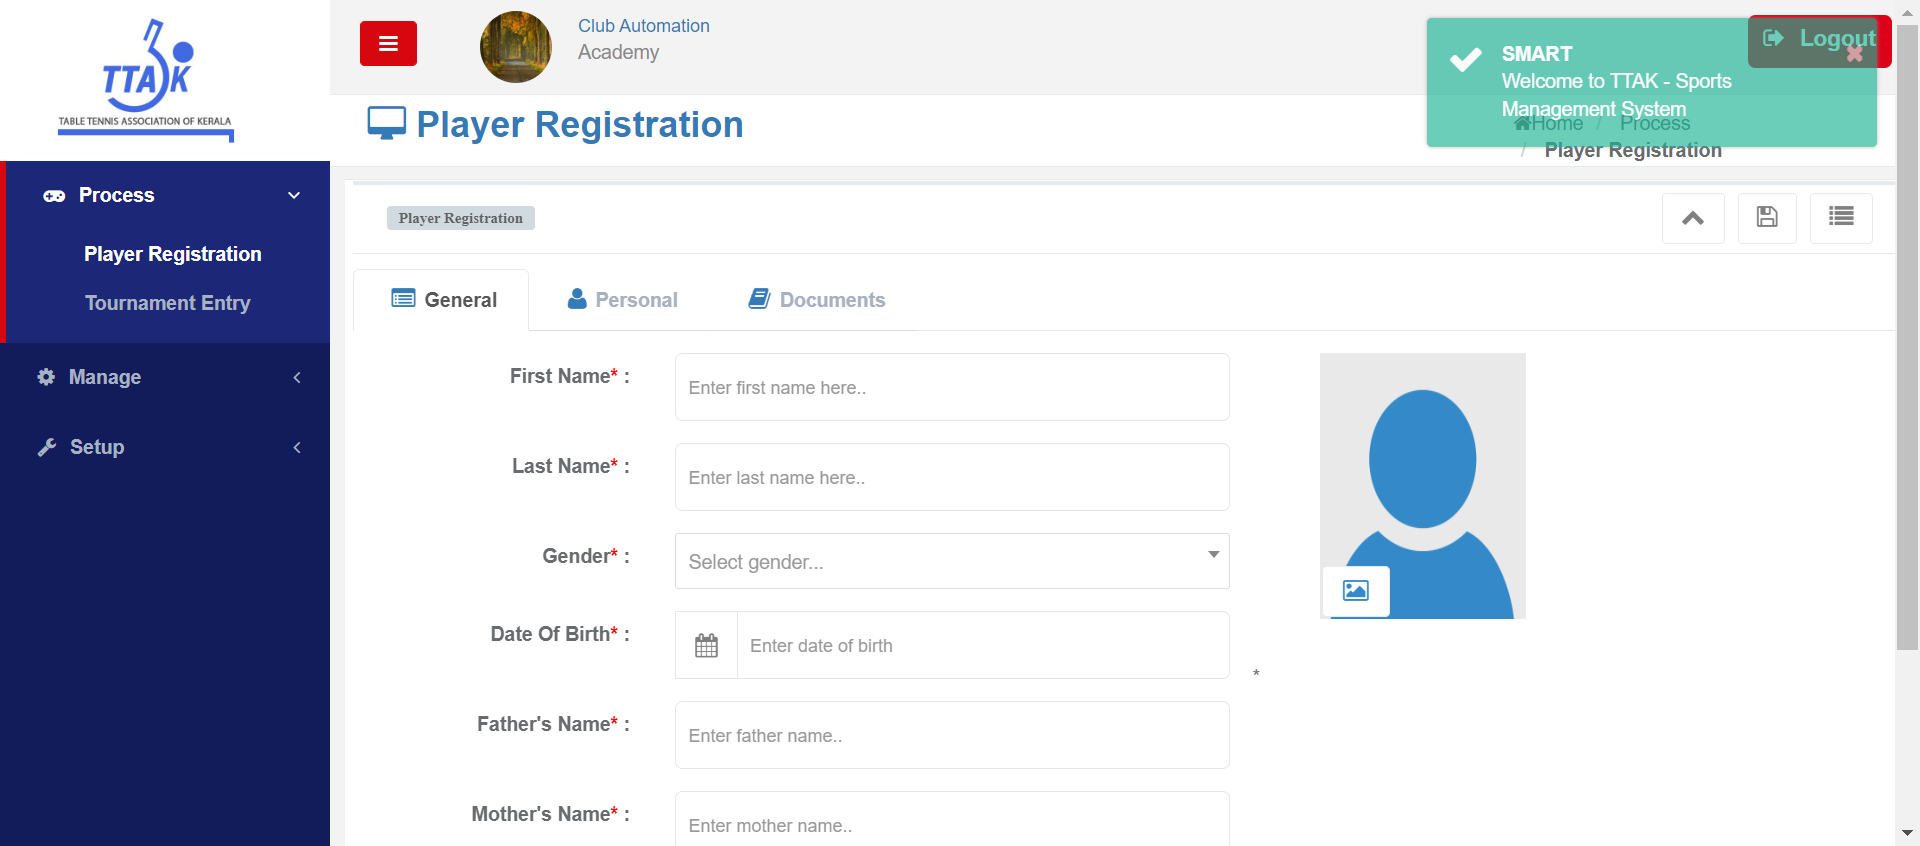 TTAK
TABLE TENNIS ASSOCIATION OF KERALA
Process
Player Registration
Tournament Entry
Manage
Setup
Club Automation
Academy
Logout
SMART
Welcome to TTAK - Sports
Management System
Player Registration
Home / Process
/ Player Registration
Player Registration
General
Personal
Documents
First Name* :
Enter first name here..
Last Name* :
Enter last name here..
Gender* :
Select gender...
Date Of Birth* :
Enter date of birth
*
Father's Name* :
Enter father name..
Mother's Name* :
Enter mother name..